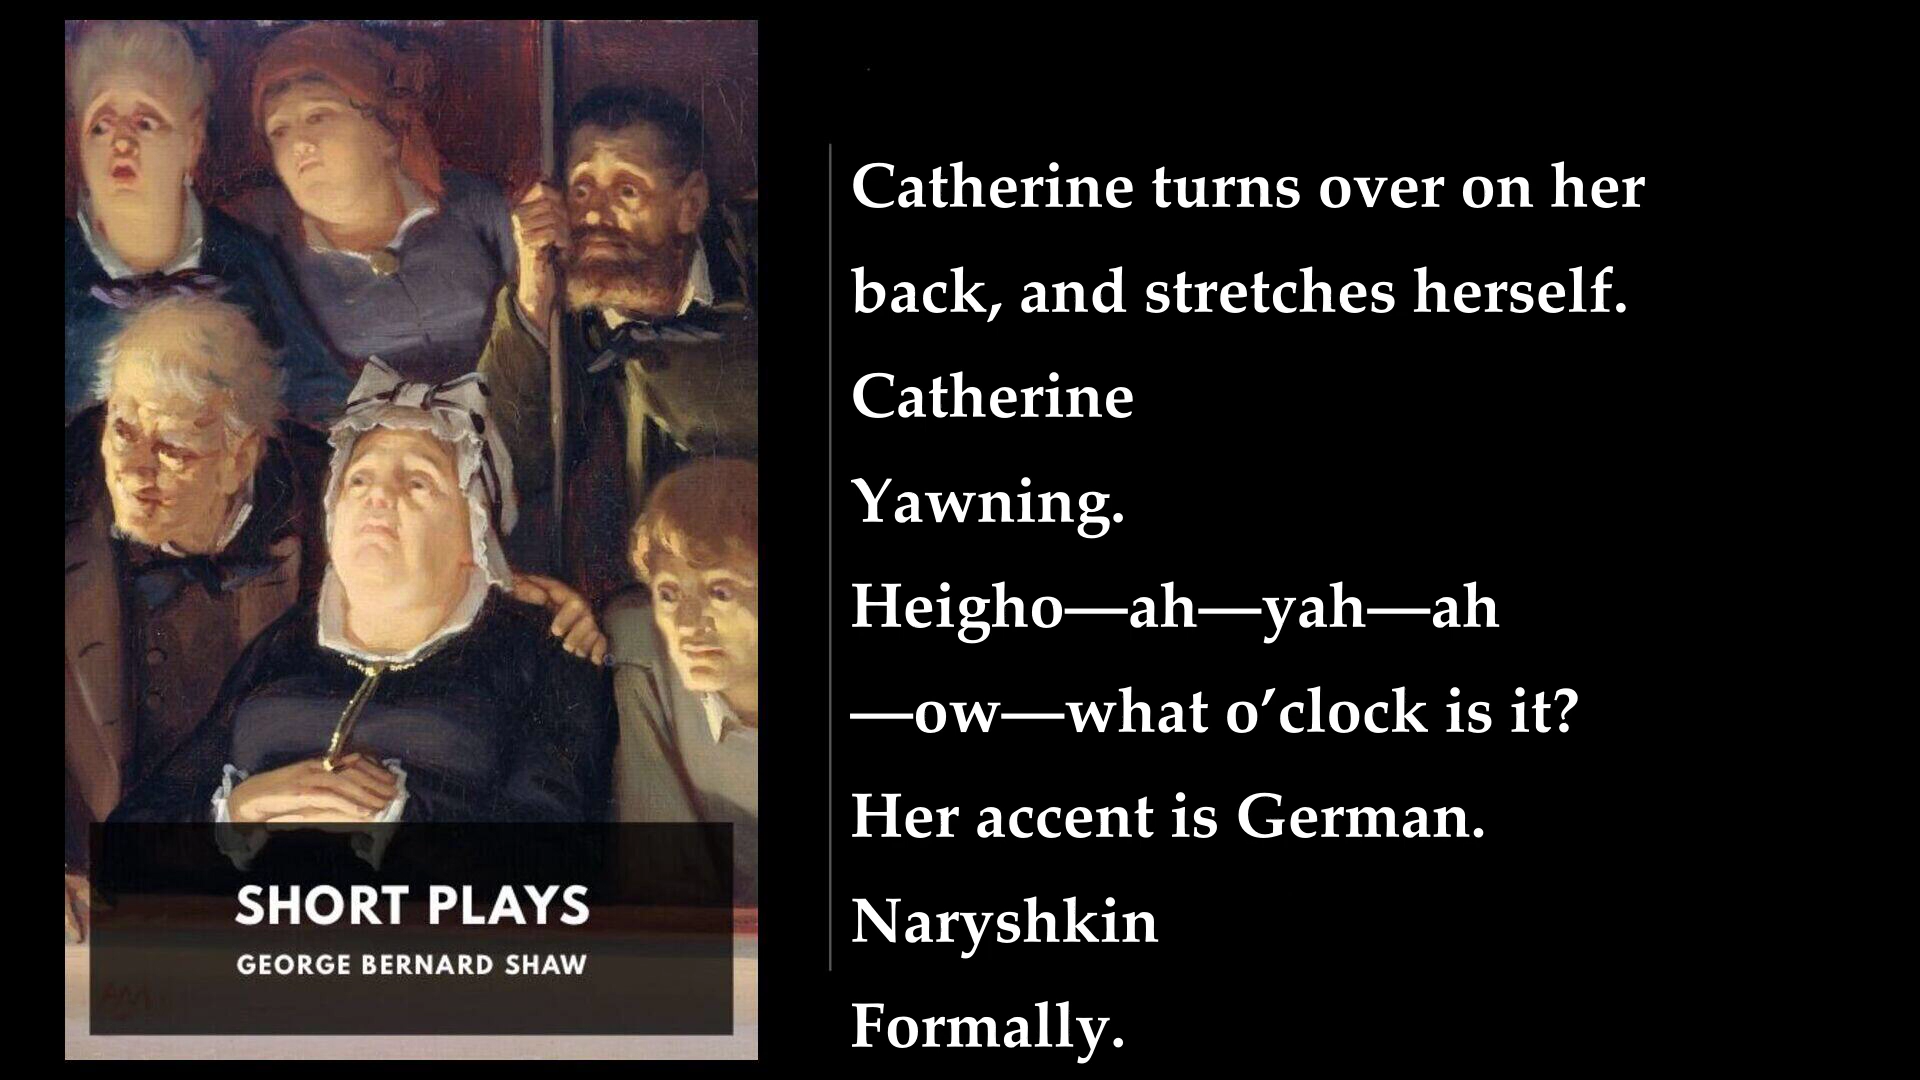 Catherine turns over on her
back, and stretches herself.
Catherine
Yawning.
Heigho—ah—yah—ah
—ow—what o’clock is it?
Her accent is German.
Naryshkin
Formally.
SHORT PLAYS
GEORGE BERNARD SHAW